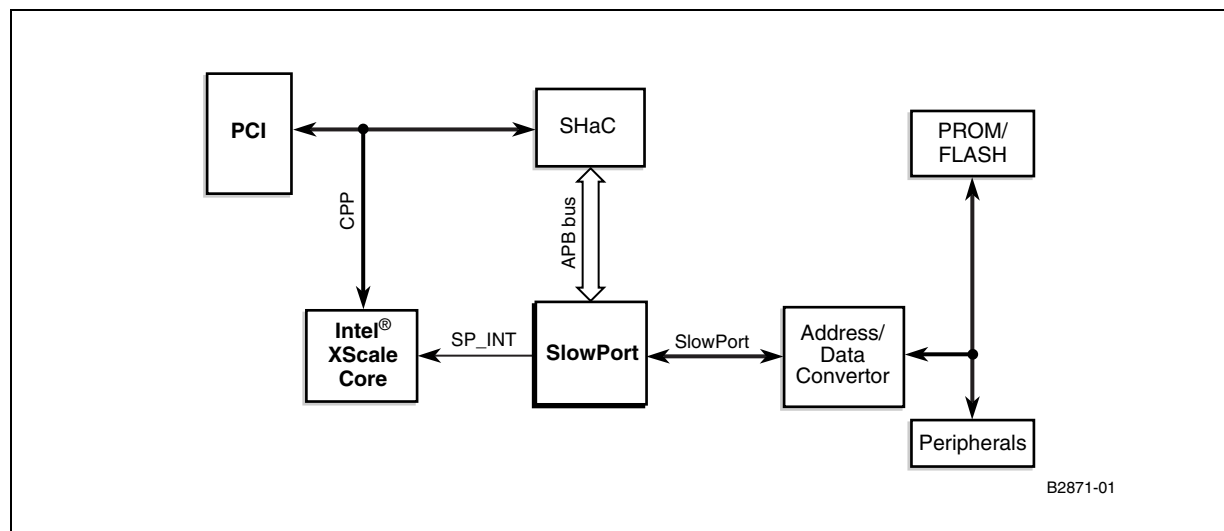 PCI
SHaC
PROM/
FLASH
CPP
APB bus
Intel®
XScale
Core
SP_INT
SlowPort
SlowPort
Address/
Data
Convertor
Peripherals
B2871-01